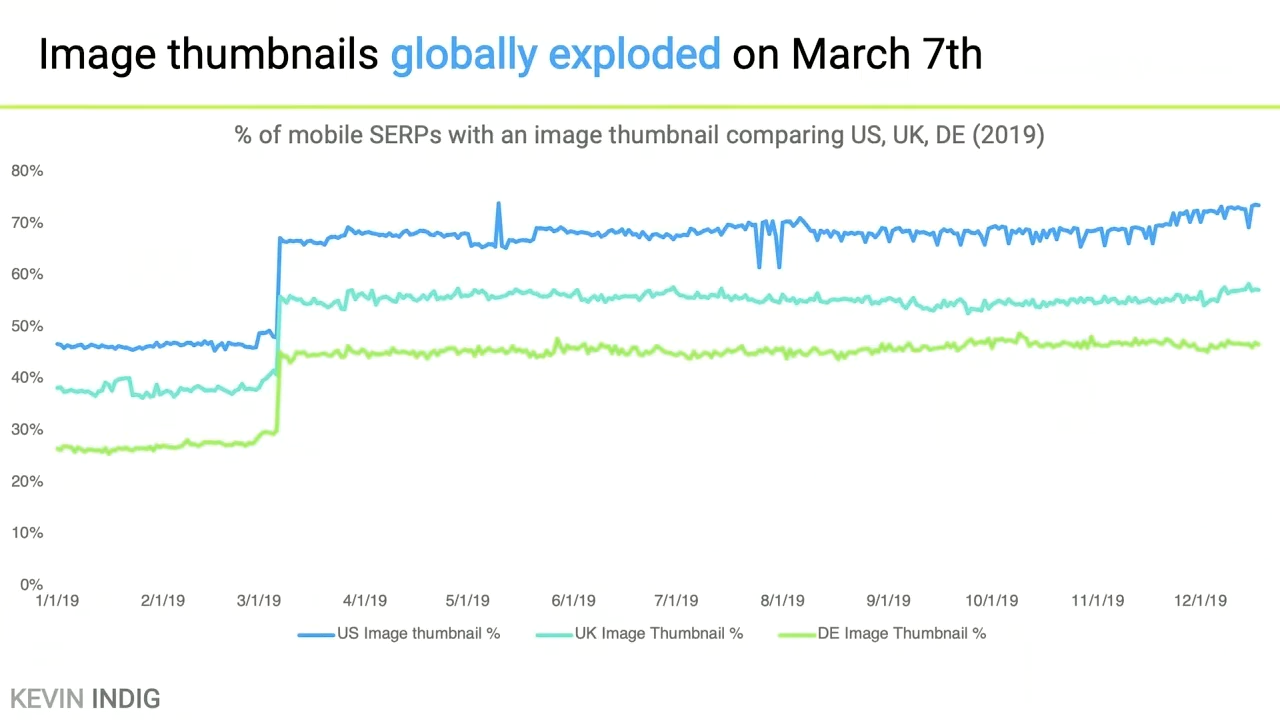 Image thumbnails globally exploded on March 7th
% of mobile SERPs with an image thumbnail comparing US, UK, DE (2019)
80%
70%
60%
50%
40%
30%
20%
10%
0%
1/1/19 2/1/19 3/1/19 4/1/19 5/1/19 6/1/19 7/1/19 8/1/19 9/1/19 10/1/19 11/1/19 12/1/19
US Image thumbnail % UK Image Thumbnail % DE Image Thumbnail %
KEVIN INDIG